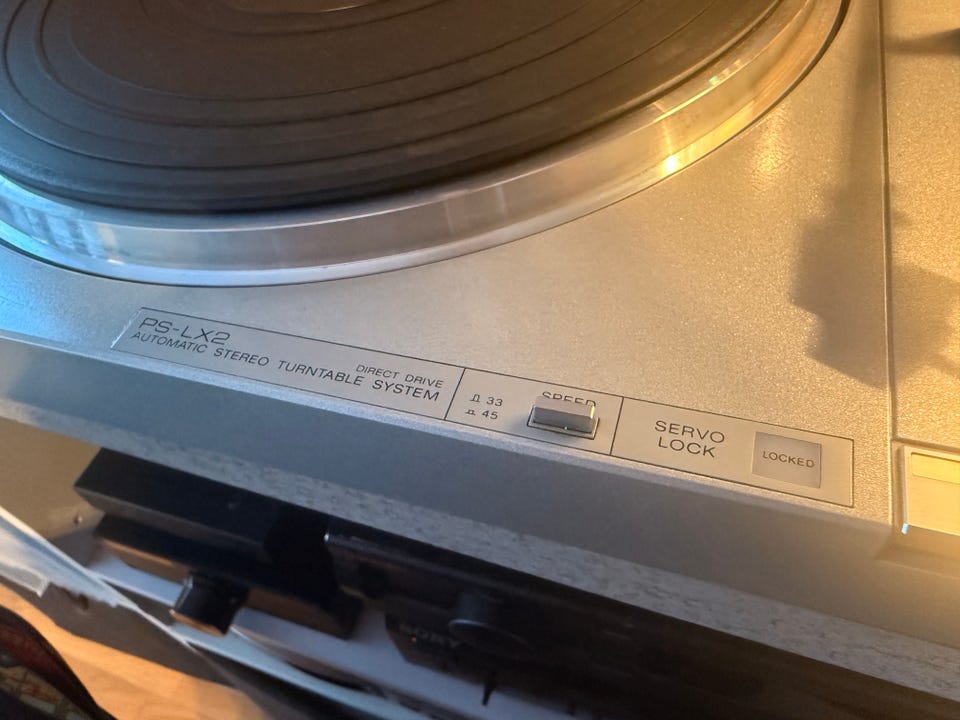 PS-LX2
DIRECT DRIVE
AUTOMATIC STEREO TURNTABLE SYSTEM
33
45
SPEED
SERVO
LOCK
LOCKED
SONY